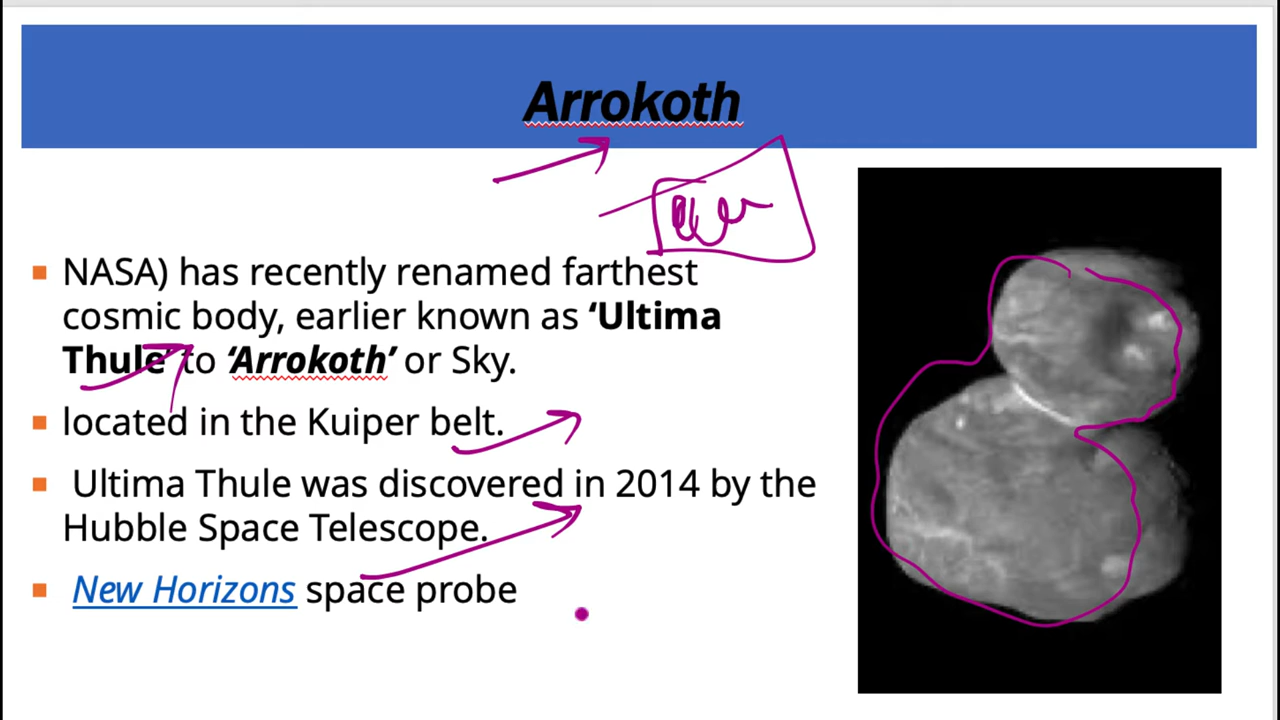 Arrokoth
NASA) has recently renamed farthest
cosmic body, earlier known as ‘Ultima
Thule’ to ‘Arrokoth’ or Sky.
located in the Kuiper belt.
Ultima Thule was discovered in 2014 by the
Hubble Space Telescope.
New Horizons space probe